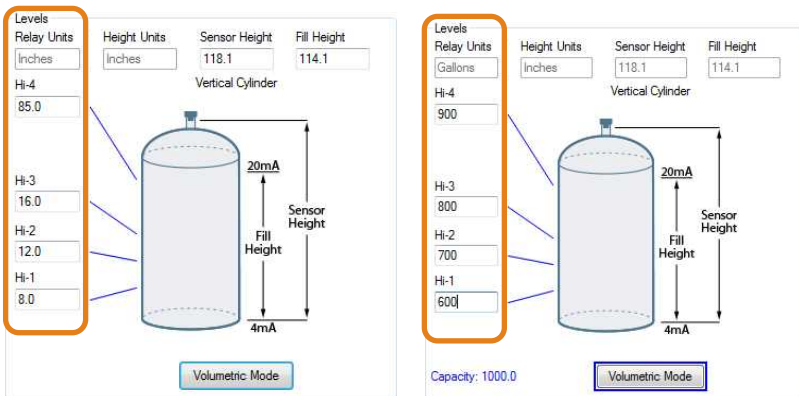 Levels
Relay Units Height Units Sensor Height Fill Height
Inches Inches 118.1 114.1
Hi-4 Vertical Cylinder
85.0
20mA
Hi-3
16.0
Sensor
Height
Hi-2
Fill
Height
12.0
Hi-1
8.0
4mA
Volumetric Mode
Levels
Relay Units Height Units Sensor Height Fill Height
Gallons Inches 118.1 114.1
Hi-4 Vertical Cylinder
900
20mA
Hi-3
800
Sensor
Height
Hi-2
Fill
Height
700
Hi-1
600
4mA
Capacity: 1000.0 Volumetric Mode